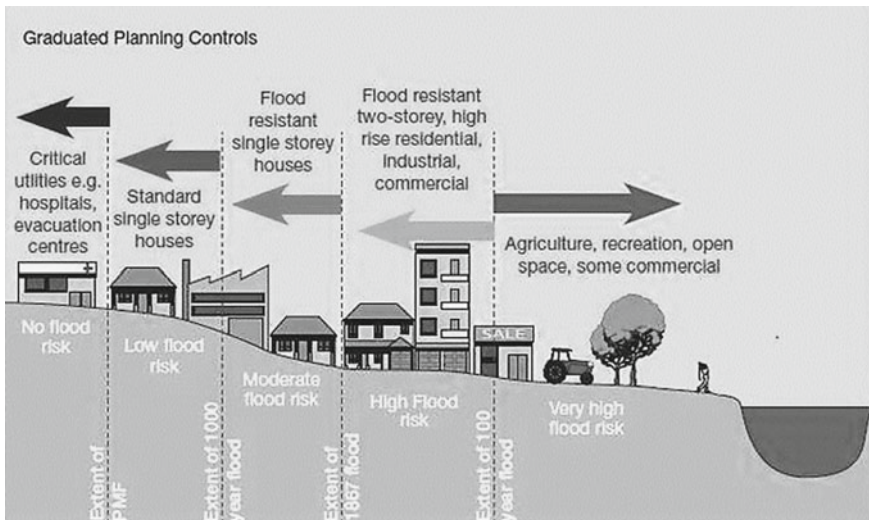 Graduated Planning Controls
Critical
utilities e.g.
hospitals,
evacuation
centres
Standard
single storey
houses
Flood
resistant
single storey
houses
Flood resistant
two-storey, high
rise residential,
industrial,
commercial
Agriculture, recreation, open
space, some commercial
SALE
No flood
risk
Low flood
risk
Moderate
flood risk
High Flood
risk
Very high
flood risk
Extent of
PMF
Extent of 1000
year flood
Extent of
1867 flood
Extent of 100
year flood